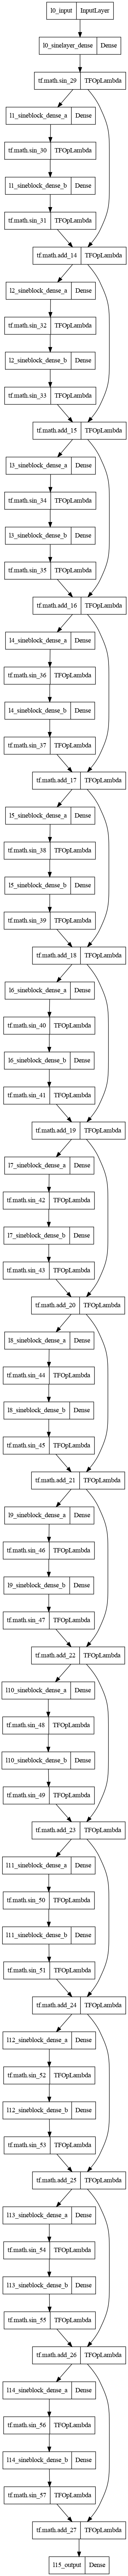 l0_input InputLayer
l0_sinelayer_dense Dense
tf.math.sin_29 TFOpLambda
l1_sineblock_dense_a Dense
tf.math.sin_30 TFOpLambda
l1_sineblock_dense_b Dense
tf.math.sin_31 TFOpLambda
tf.math.add_14 TFOpLambda
l2_sineblock_dense_a Dense
tf.math.sin_32 TFOpLambda
l2_sineblock_dense_b Dense
tf.math.sin_33 TFOpLambda
tf.math.add_15 TFOpLambda
l3_sineblock_dense_a Dense
tf.math.sin_34 TFOpLambda
l3_sineblock_dense_b Dense
tf.math.sin_35 TFOpLambda
tf.math.add_16 TFOpLambda
l4_sineblock_dense_a Dense
tf.math.sin_36 TFOpLambda
l4_sineblock_dense_b Dense
tf.math.sin_37 TFOpLambda
tf.math.add_17 TFOpLambda
l5_sineblock_dense_a Dense
tf.math.sin_38 TFOpLambda
l5_sineblock_dense_b Dense
tf.math.sin_39 TFOpLambda
tf.math.add_18 TFOpLambda
l6_sineblock_dense_a Dense
tf.math.sin_40 TFOpLambda
l6_sineblock_dense_b Dense
tf.math.sin_41 TFOpLambda
tf.math.add_19 TFOpLambda
l7_sineblock_dense_a Dense
tf.math.sin_42 TFOpLambda
l7_sineblock_dense_b Dense
tf.math.sin_43 TFOpLambda
tf.math.add_20 TFOpLambda
l8_sineblock_dense_a Dense
tf.math.sin_44 TFOpLambda
l8_sineblock_dense_b Dense
tf.math.sin_45 TFOpLambda
tf.math.add_21 TFOpLambda
l9_sineblock_dense_a Dense
tf.math.sin_46 TFOpLambda
l9_sineblock_dense_b Dense
tf.math.sin_47 TFOpLambda
tf.math.add_22 TFOpLambda
l10_sineblock_dense_a Dense
tf.math.sin_48 TFOpLambda
l10_sineblock_dense_b Dense
tf.math.sin_49 TFOpLambda
tf.math.add_23 TFOpLambda
l11_sineblock_dense_a Dense
tf.math.sin_50 TFOpLambda
l11_sineblock_dense_b Dense
tf.math.sin_51 TFOpLambda
tf.math.add_24 TFOpLambda
l12_sineblock_dense_a Dense
tf.math.sin_52 TFOpLambda
l12_sineblock_dense_b Dense
tf.math.sin_53 TFOpLambda
tf.math.add_25 TFOpLambda
l13_sineblock_dense_a Dense
tf.math.sin_54 TFOpLambda
l13_sineblock_dense_b Dense
tf.math.sin_55 TFOpLambda
tf.math.add_26 TFOpLambda
l14_sineblock_dense_a Dense
tf.math.sin_56 TFOpLambda
l14_sineblock_dense_b Dense
tf.math.sin_57 TFOpLambda
tf.math.add_27 TFOpLambda
l15_output Dense